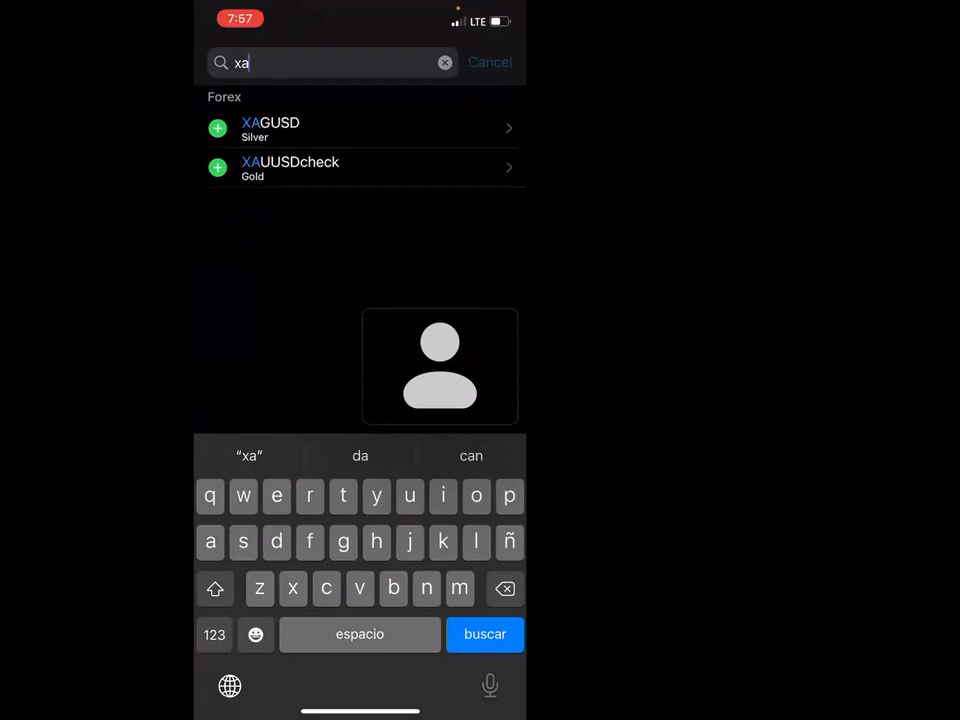 7:57
LTE
xa
Cancel
Forex
XAGUSD
Silver
XAUUSDcheck
Gold
“xa” da can
q w e r t y u i o p
a s d f g h j k l ñ
z x c v b n m
123 espacio buscar